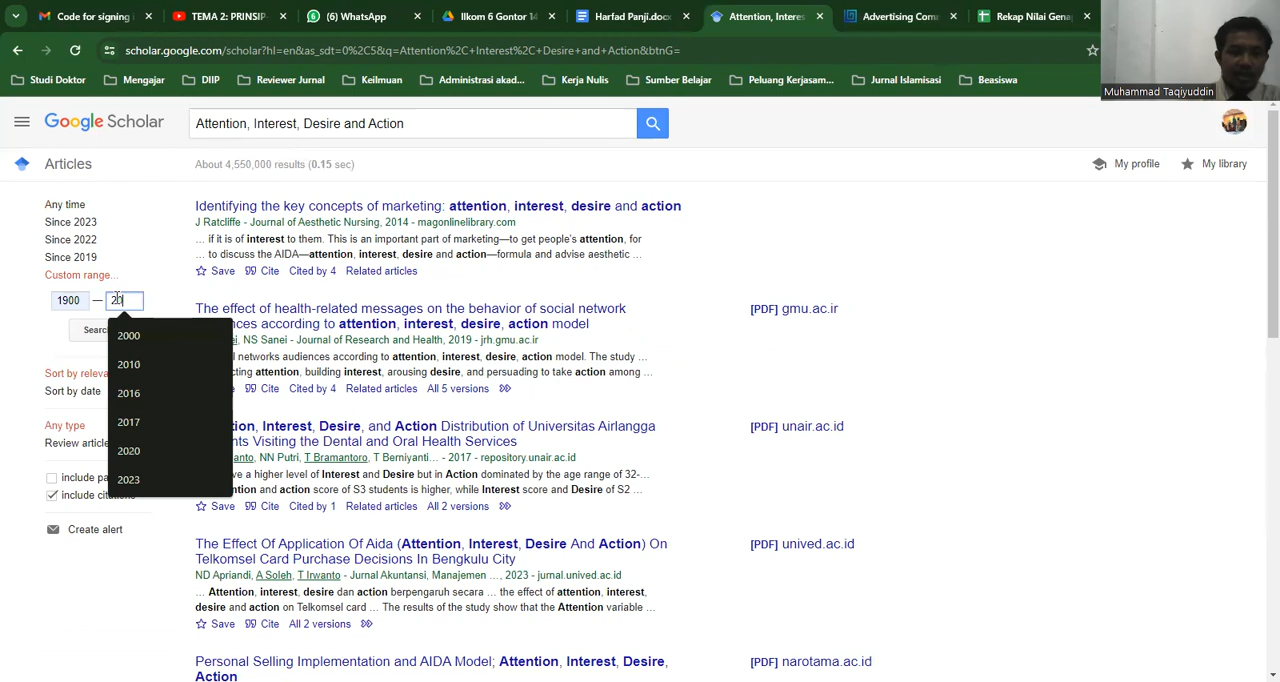 Code for signing i
TEMA 2: PRINSIP
(6) WhatsApp
Ilkom 6 Gontor 14
Harfad Panji.docx
Attention, Interes
Advertising Com
Rekap Nilai Gena
scholar.google.com/scholar?hl=en&as_sdt=0%2C5&q=Attention%2C+Interest%2C+Desire+and+Action&btnG=
Studi Doktor
Mengajar
DIIP
Reviewer Jurnal
Keilmuan
Administrasi akad...
Kerja Nulis
Sumber Belajar
Peluang Kerjasam...
Jurnal Islamisasi
Beasiswa
Muhammad Taqiyuddin
Google Scholar
Attention, Interest, Desire and Action
Articles
About 4,550,000 results (0.15 sec)
My profile
My library
Any time
Since 2023
Since 2022
Since 2019
Custom range...
1900 — 20
Search
2000
2010
2016
2017
2020
2023
Sort by releva
Sort by date
Any type
Review article
include pa
include citatio
Create alert
Identifying the key concepts of marketing: attention, interest, desire and action
J Ratcliffe - Journal of Aesthetic Nursing, 2014 - magonlinelibrary.com
… if it is of interest to them. This is an important part of marketing—to get people's attention, for
… to discuss the AIDA—attention, interest, desire and action—formula and advise aesthetic …
Save Cite Cited by 4 Related articles
The effect of health-related messages on the behavior of social network
nces according to attention, interest, desire, action model
ei, NS Sanei - Journal of Research and Health, 2019 - jrh.gmu.ac.ir
l networks audiences according to attention, interest, desire, action model. The study …
cting attention, building interest, arousing desire, and persuading to take action among …
Cite Cited by 4 Related articles All 5 versions
[PDF] gmu.ac.ir
tion, Interest, Desire, and Action Distribution of Universitas Airlangga
nts Visiting the Dental and Oral Health Services
anto, NN Putri, T Bramantoro, T Berniyanti… - 2017 - repository.unair.ac.id
ve a higher level of Interest and Desire but in Action dominated by the age range of 32-…
ntion and action score of S3 students is higher, while Interest score and Desire of S2 …
Save Cite Cited by 1 Related articles All 2 versions
[PDF] unair.ac.id
The Effect Of Application Of Aida (Attention, Interest, Desire And Action) On
Telkomsel Card Purchase Decisions In Bengkulu City
ND Apriandi, A Soleh, T Irwanto - Jurnal Akuntansi, Manajemen …, 2023 - jurnal.unived.ac.id
… Attention, interest, desire dan action berpengaruh secara … the effect of attention, interest,
desire and action on Telkomsel card … The results of the study show that the Attention variable …
Save Cite All 2 versions
[PDF] unived.ac.id
Personal Selling Implementation and AIDA Model; Attention, Interest, Desire,
Action
[PDF] narotama.ac.id